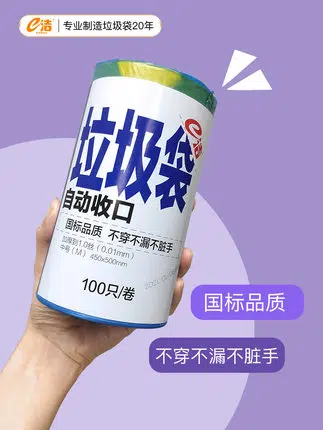 e洁 专业制造垃圾袋20年
e洁
垃圾袋
自动收口
国标品质 不穿不漏不脏手
加厚到1.0丝（0.01mm）
中号（M）450x500mm
100只/卷
国标品质
不穿不漏不脏手